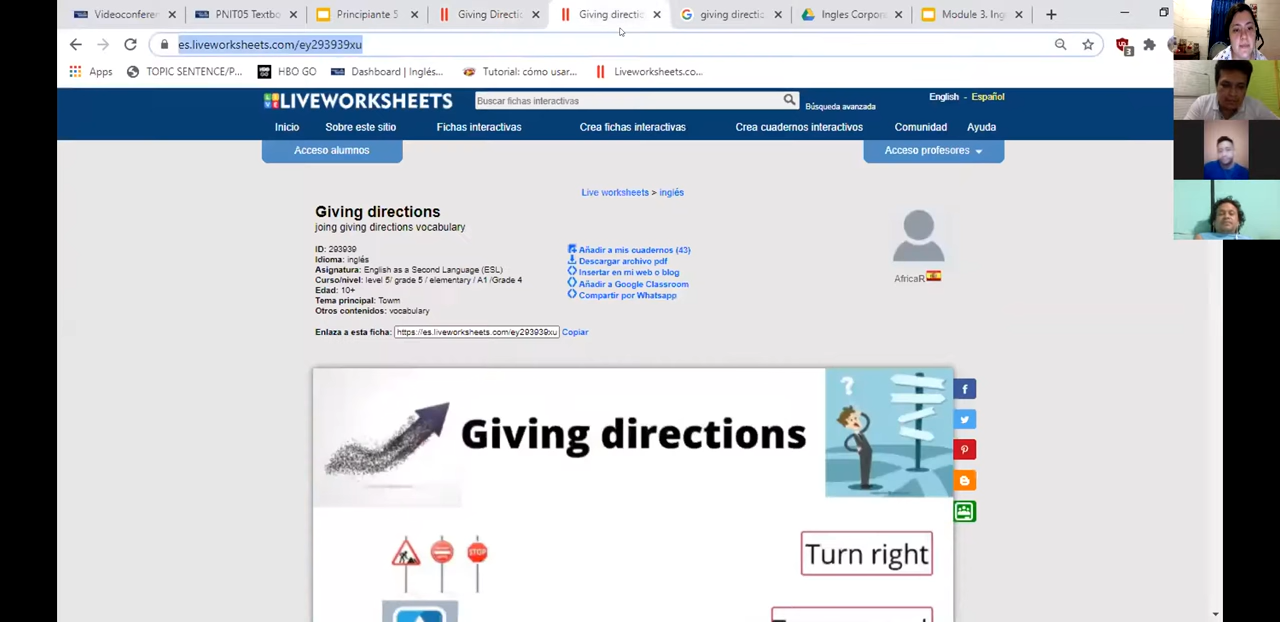 Videoconferen
PNIT05 Textbo
Principiante 5
Giving Directio
Giving directio
giving directic
Ingles Corpora
Module 3. Ing
es.liveworksheets.com/ey293939xu
3
Apps
TOPIC SENTENCE/P...
HBO GO
Dashboard | Inglés...
Tutorial: cómo usar...
Liveworksheets.co...
LIVEWORKSHEETS
Buscar fichas interactivas
Búsqueda avanzada
English - Español
Inicio
Sobre este sitio
Fichas interactivas
Crea fichas interactivas
Crea cuadernos interactivos
Comunidad
Ayuda
Acceso alumnos
Acceso profesores
Live worksheets > inglés
Giving directions
joing giving directions vocabulary
ID: 293939
Idioma: inglés
Asignatura: English as a Second Language (ESL)
Curso/nivel: level 5/ grade 5 / elementary / A1 /Grade 4
Edad: 10+
Tema principal: Towm
Otros contenidos: vocabulary
Añadir a mis cuadernos (43)
Descargar archivo pdf
Insertar en mi web o blog
Añadir a Google Classroom
Compartir por Whatsapp
AfricaR
Enlaza a esta ficha: https://es.liveworksheets.com/ey293939xu Copiar
Giving directions
STOP
Turn right